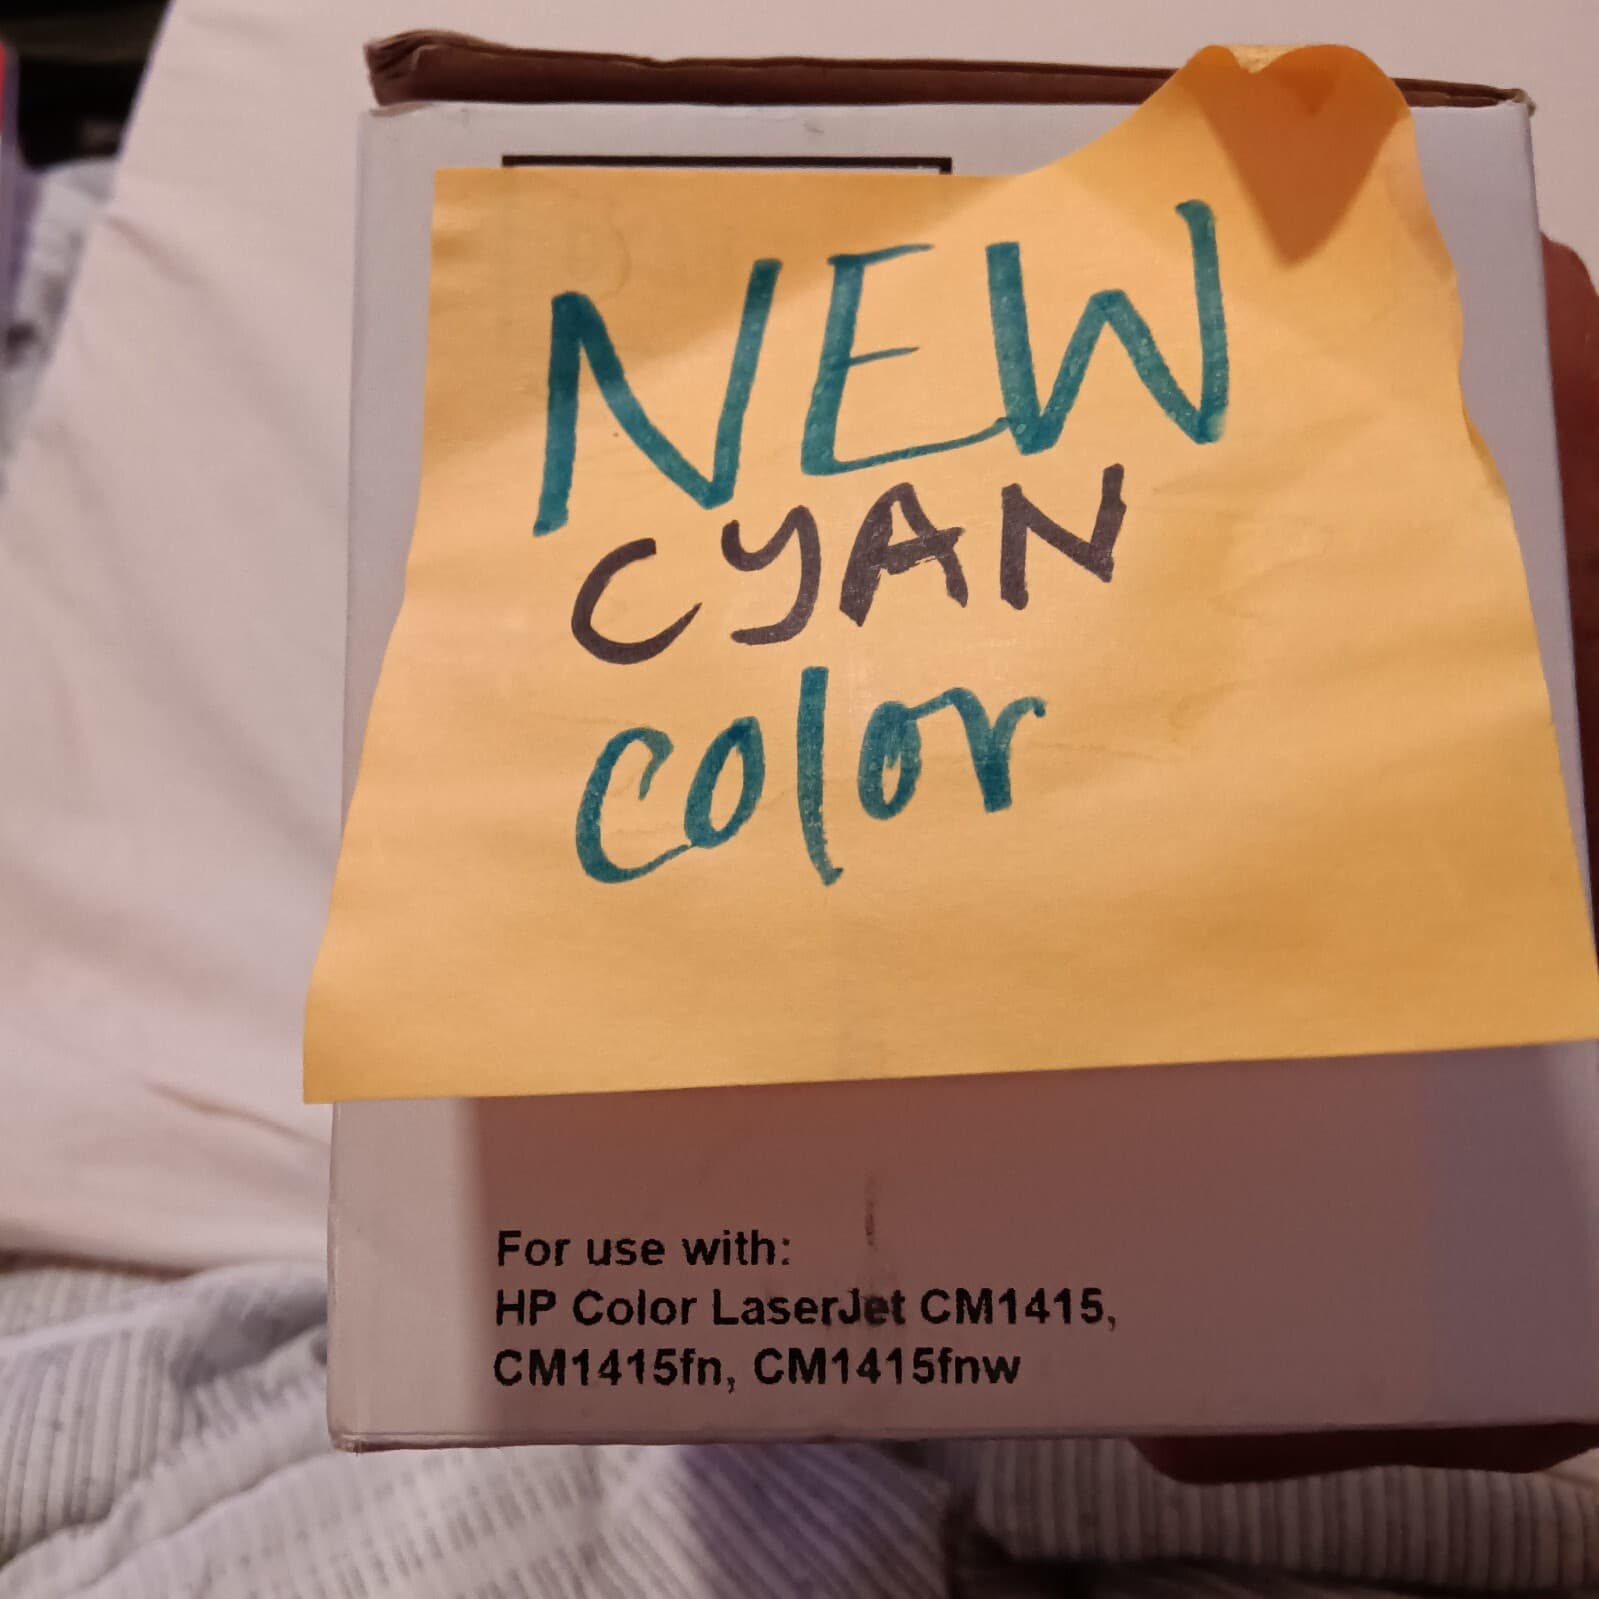 NEW
CYAN
color
For use with:
HP Color LaserJet CM1415,
CM1415fn, CM1415fnw